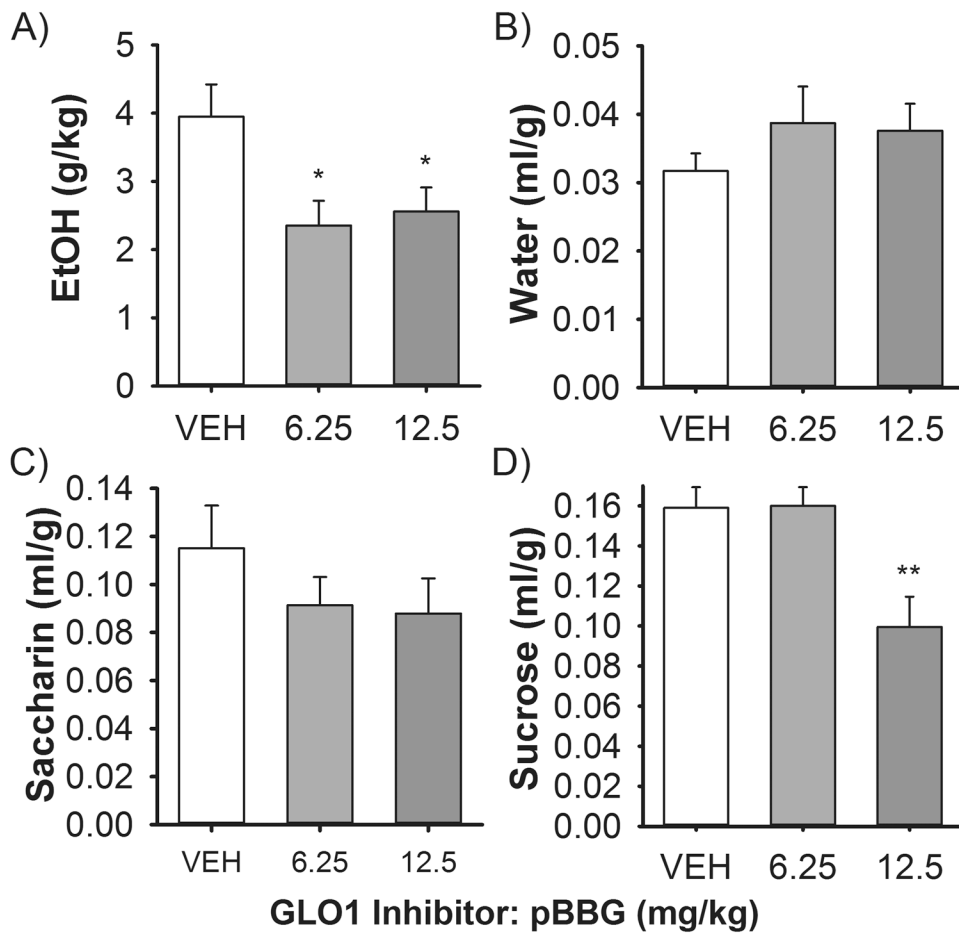 A)
EtOH (g/kg)
5
4
3
2
1
0
*
*
VEH 6.25 12.5
B)
Water (ml/g)
0.05
0.04
0.03
0.02
0.01
0.00
VEH 6.25 12.5
C)
Saccharin (ml/g)
0.14
0.12
0.10
0.08
0.06
0.04
0.02
0.00
VEH 6.25 12.5
D)
Sucrose (ml/g)
0.16
0.14
0.12
0.10
0.16
0.06
0.04
0.02
0.00
**
VEH 6.25 12.5
GLO1 Inhibitor: pBBG (mg/kg)